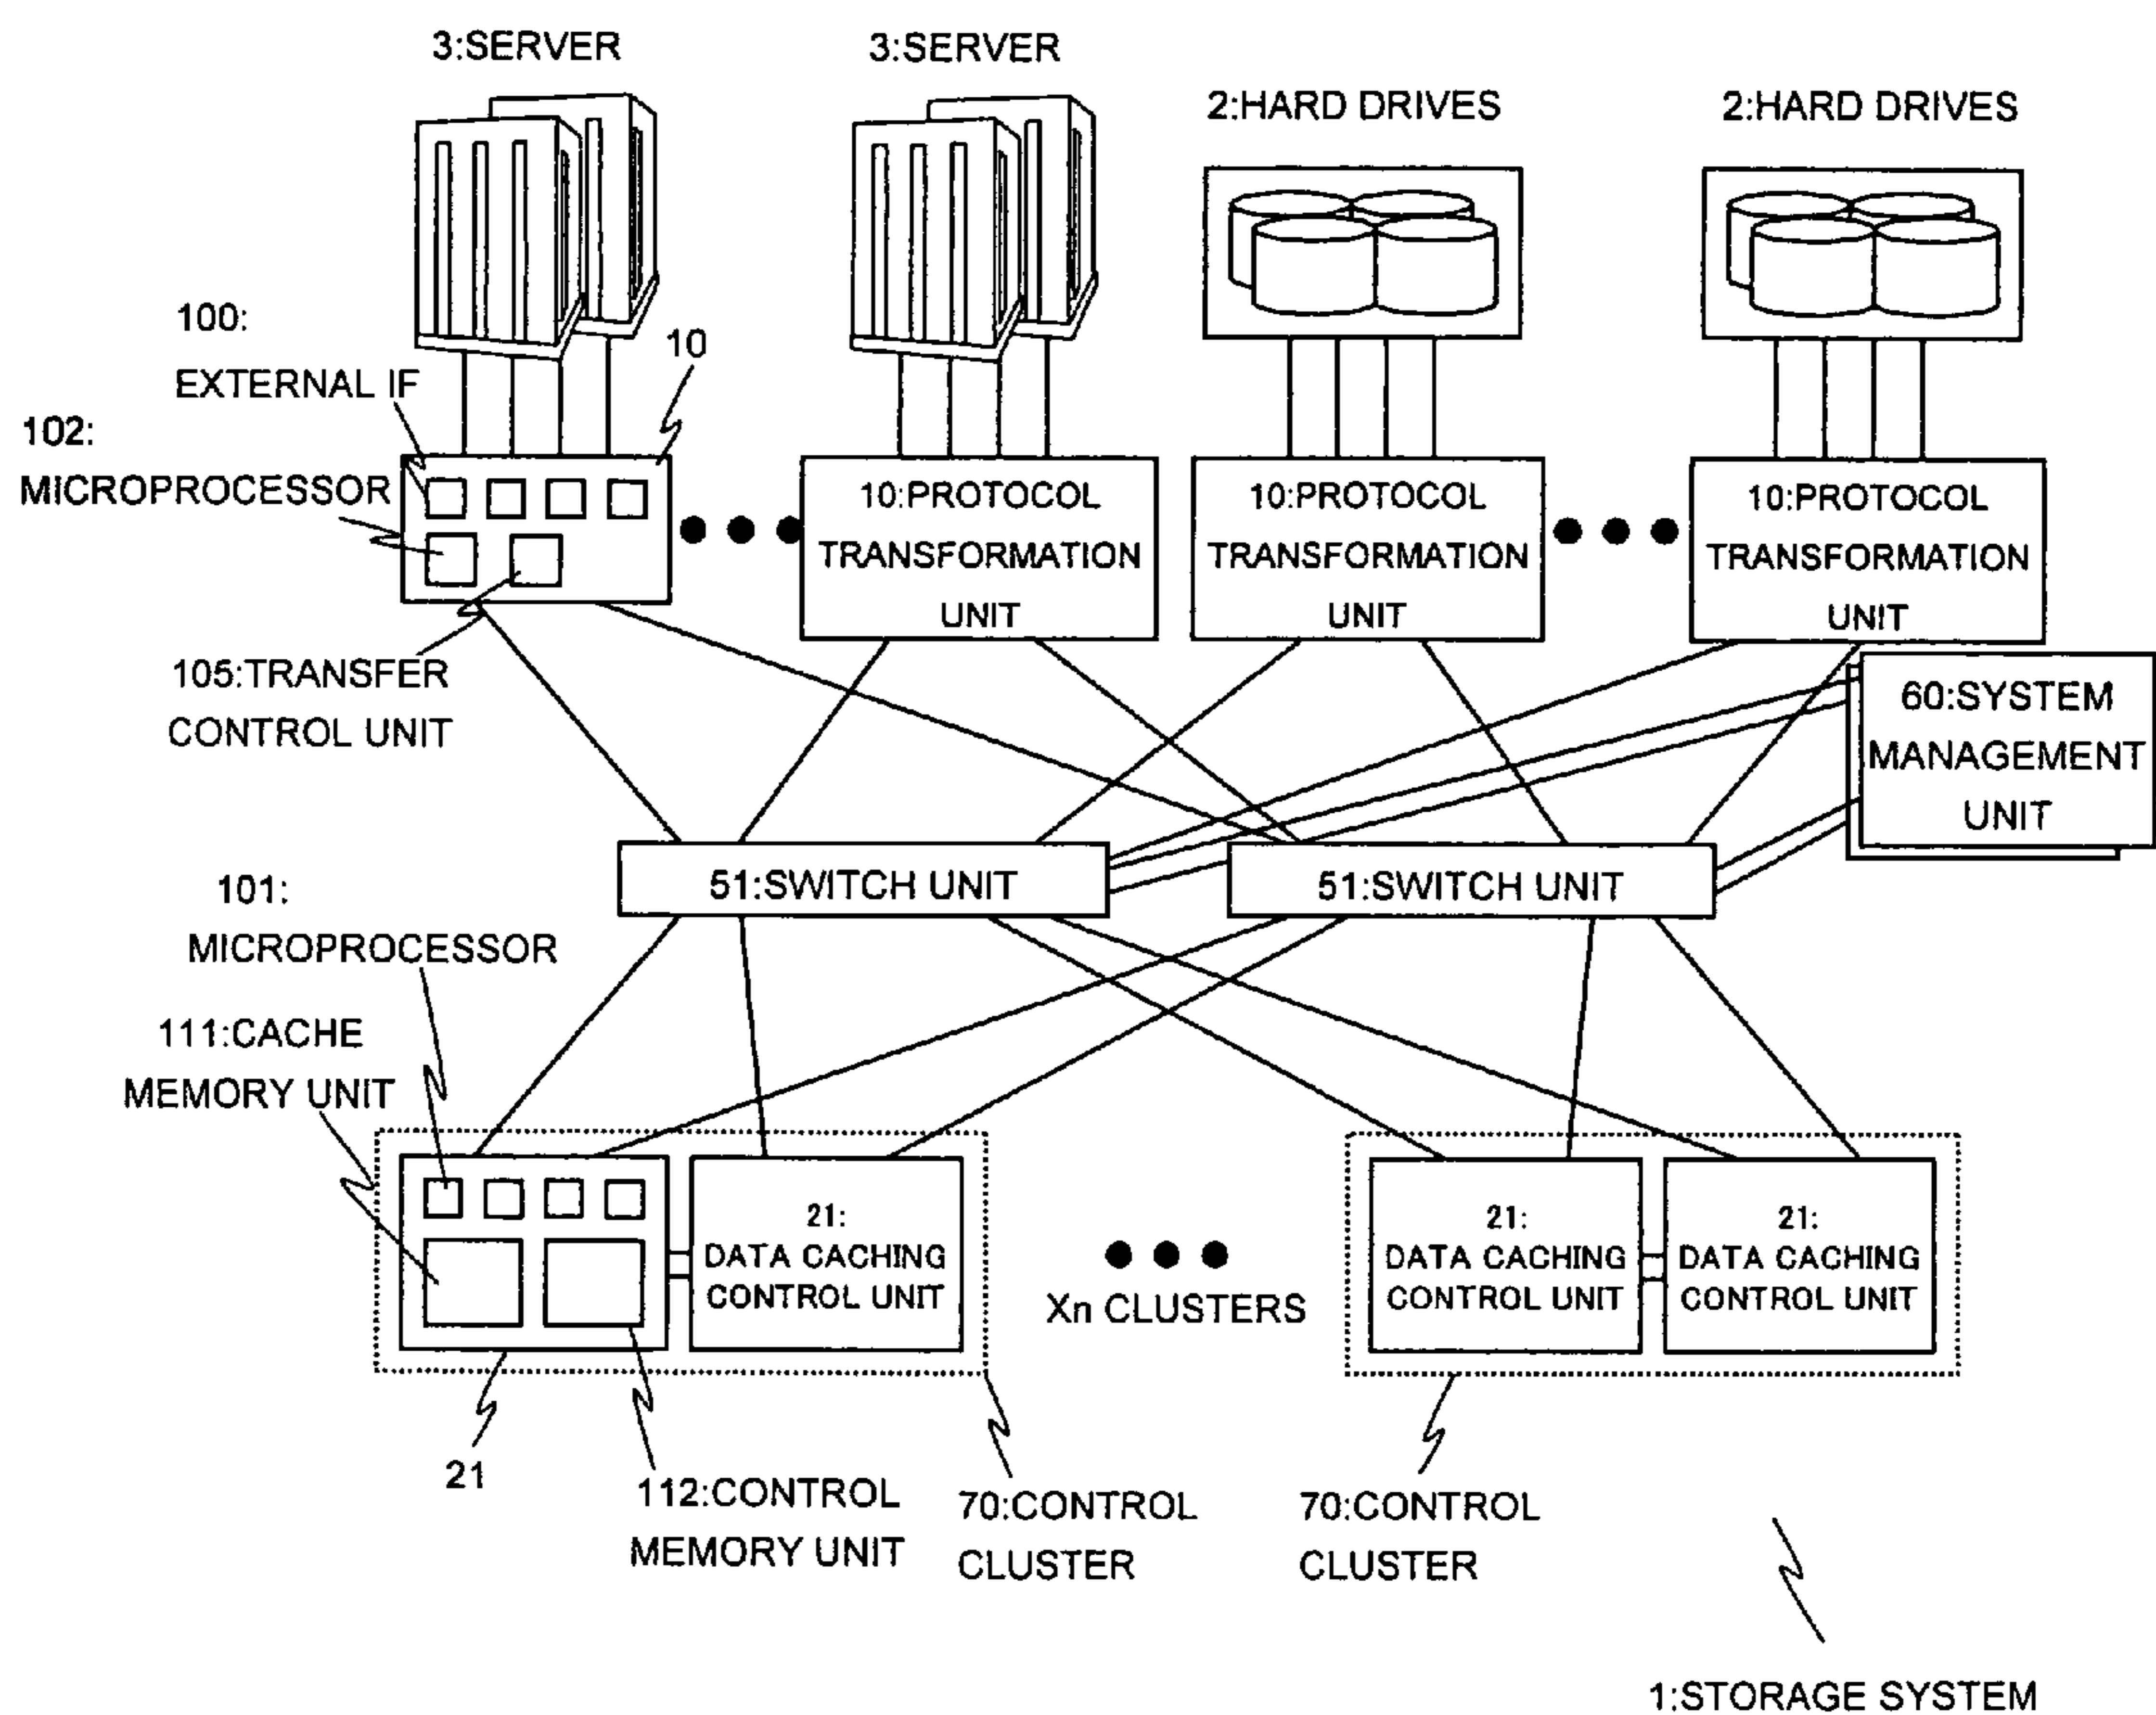 3:SERVER
3:SERVER
2:HARD DRIVES
2:HARD DRIVES
100:
EXTERNAL IF
10
102:
MICROPROCESSOR
10:PROTOCOL
TRANSFORMATION
UNIT
10:PROTOCOL
TRANSFORMATION
UNIT
10:PROTOCOL
TRANSFORMATION
UNIT
105:TRANSFER
CONTROL UNIT
60:SYSTEM
MANAGEMENT
UNIT
51:SWITCH UNIT
51:SWITCH UNIT
101:
MICROPROCESSOR
111:CACHE
MEMORY UNIT
21:
DATA CACHING
CONTROL UNIT
Xn CLUSTERS
21:
DATA CACHING
CONTROL UNIT
21:
DATA CACHING
CONTROL UNIT
21
112:CONTROL
MEMORY UNIT
70:CONTROL
CLUSTER
70:CONTROL
CLUSTER
1:STORAGE SYSTEM